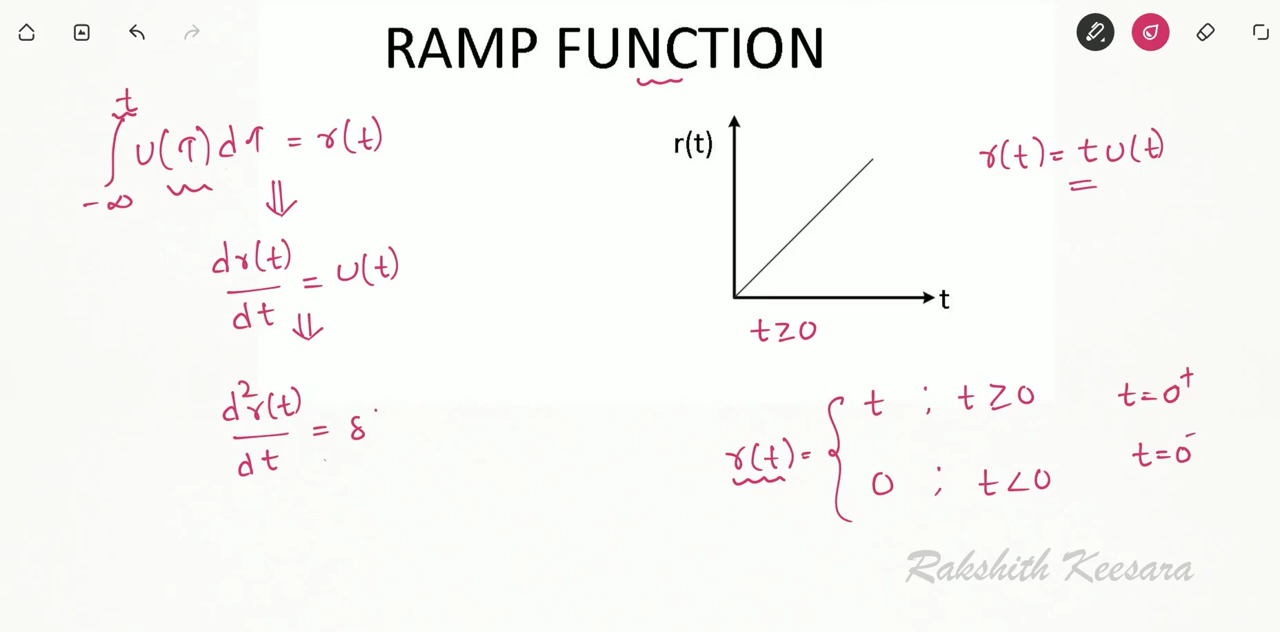 RAMP FUNCTION
∫_{-∞}^{t} u(τ) dτ = r(t)
⇓
dr(t)/dt = u(t)
⇓
d²r(t)/dt = δ
r(t)
t
t≥0
r(t) = t u(t)
r(t) = { t ; t≥0
0 ; t<0
t=0⁺
t=0⁻
Rakshith Keesara